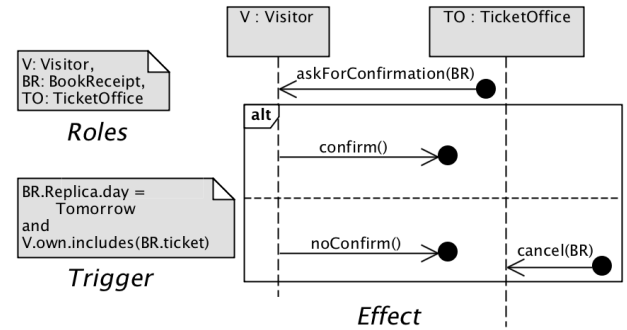 V : Visitor
TO : TicketOffice
V: Visitor,
BR: BookReceipt,
TO: TicketOffice
Roles
askForConfirmation(BR)
alt
confirm()
BR.Replica.day =
Tomorrow
and
V.own.includes(BR.ticket)
Trigger
noConfirm()
cancel(BR)
Effect